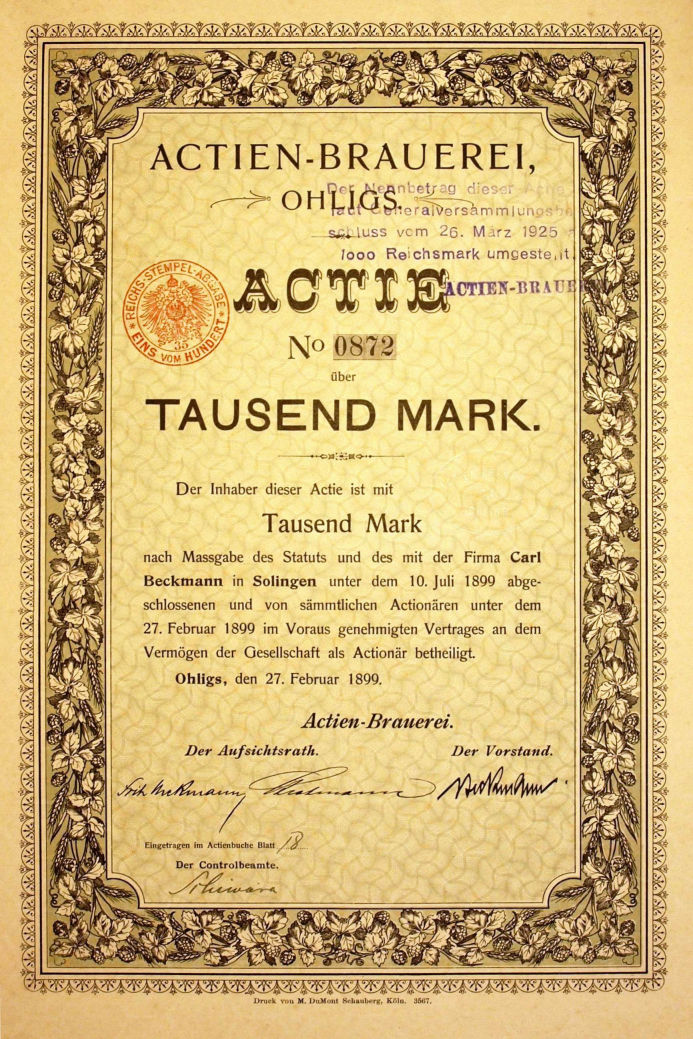 ACTIEN-BRAUEREI,
OHLIGS.
Der Nennbetrag dieser
laut Generalversammlungsbe
schluss vom 26. März 1925
1000 Reichsmark umgestellt.
ACTIEN-BRAUE
REICHS-STEMPEL-ABGABE
35
EINS VOM HUNDERT
ACTIE
No 0872
über
TAUSEND MARK.
Der Inhaber dieser Actie ist mit
Tausend Mark
nach Massgabe des Statuts und des mit der Firma Carl
Beckmann in Solingen unter dem 10. Juli 1899 abge-
schlossenen und von sämmtlichen Actionären unter dem
27. Februar 1899 im Voraus genehmigten Vertrages an dem
Vermögen der Gesellschaft als Actionär betheiligt.
Ohligs, den 27. Februar 1899.
Actien-Brauerei.
Der Aufsichtsrath. Der Vorstand.
Eingetragen im Actienbuche Blatt 18
Der Controlbeamte.
Druck von M. DuMont Schauberg, Köln. 3567.